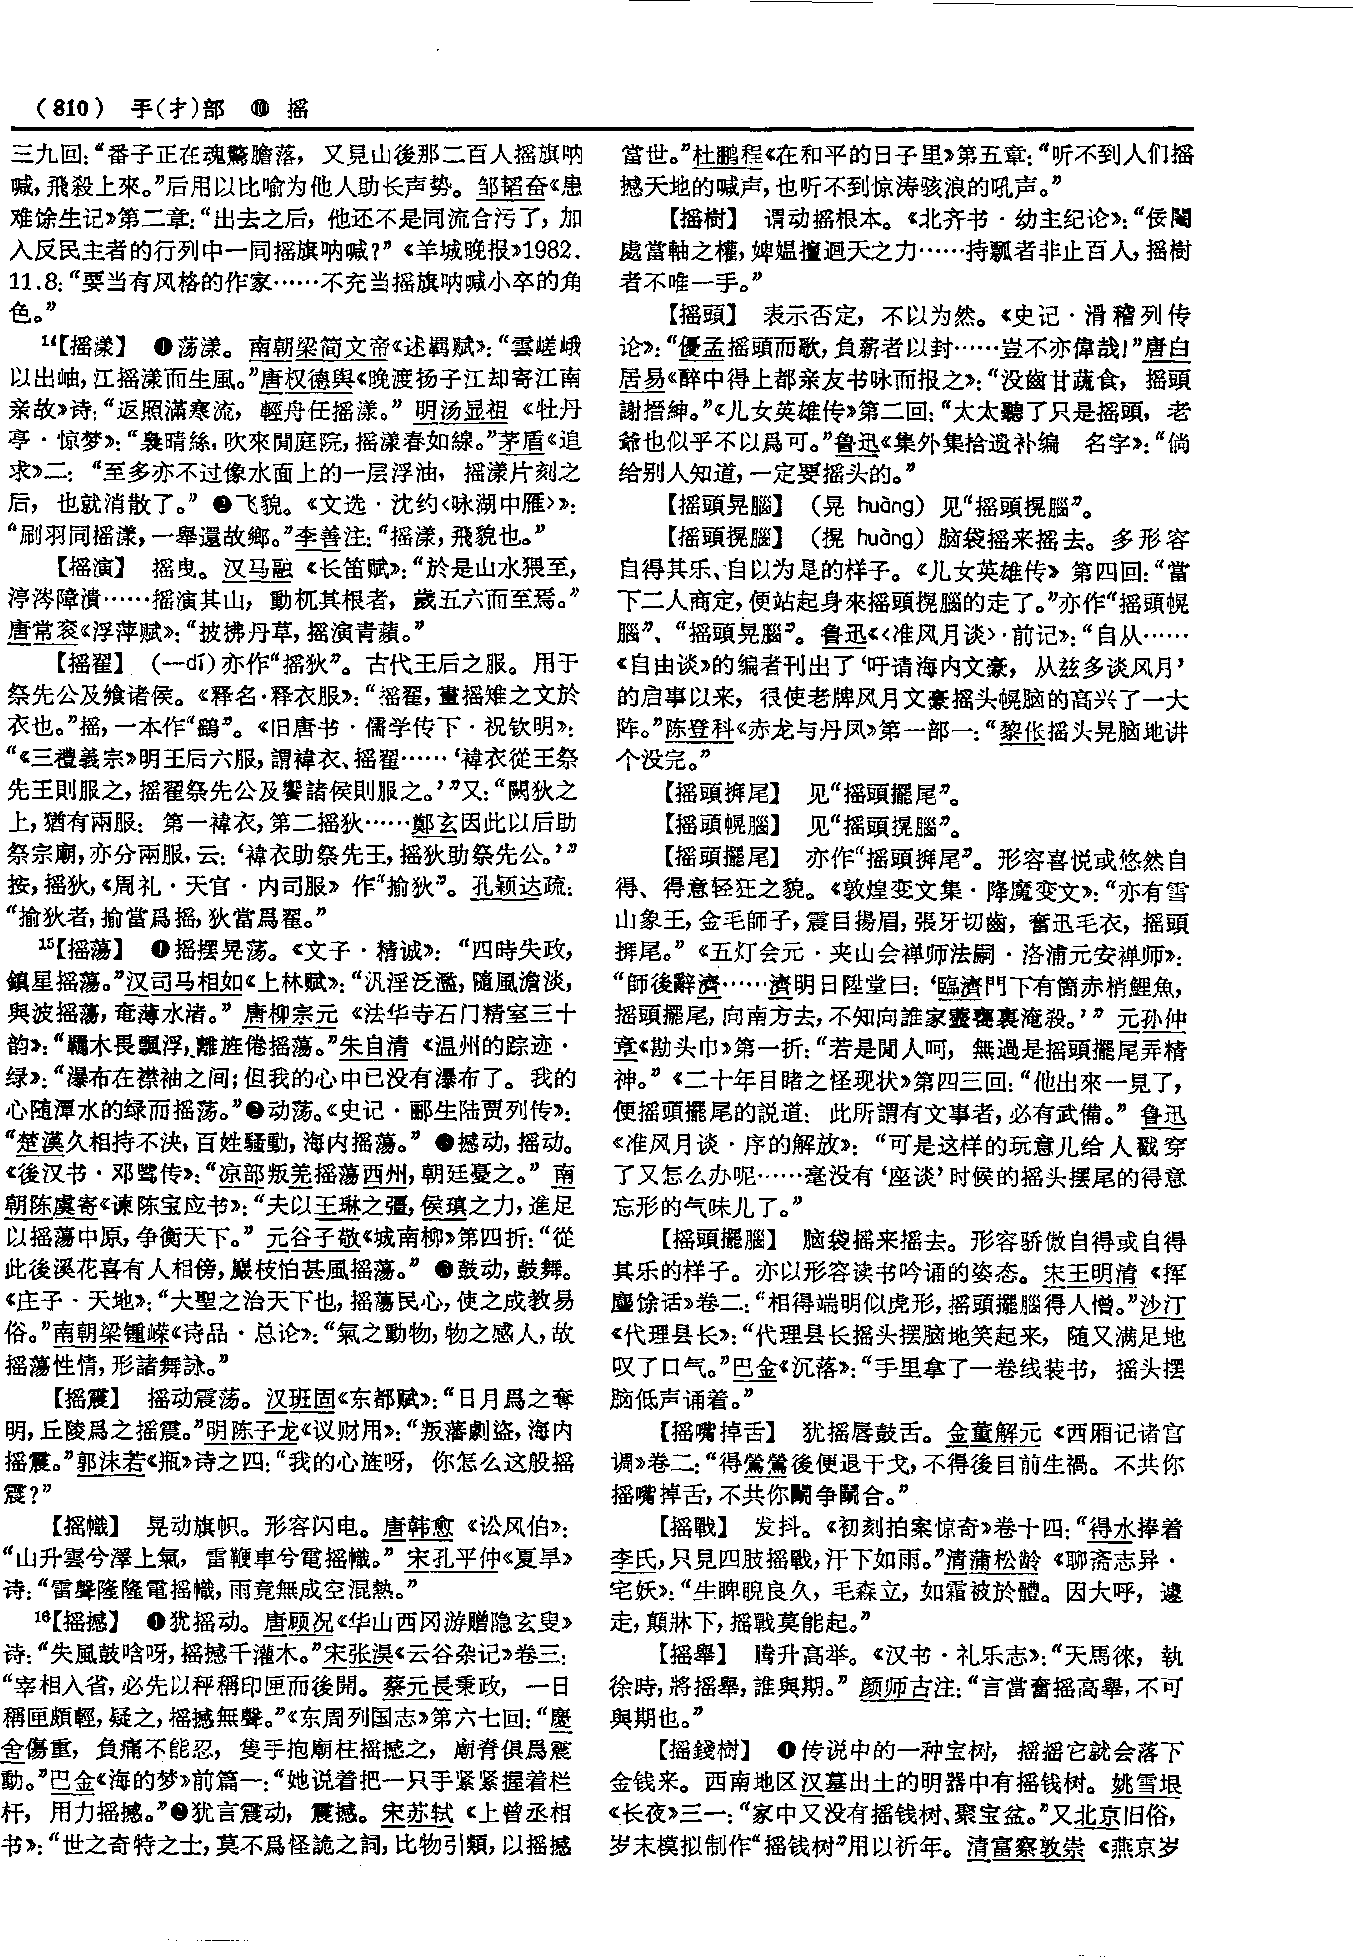 (810) 手(扌)部 ⑩ 摇
三九回：“番子正在魂驚膽落，又見山後那二百人摇旗呐
喊，飛殺上來。”后用以比喻为他人助长声势。邹韬奋《患
难馀生记》第二章：“出去之后，他还不是同流合污了，加
入反民主者的行列中一同摇旗呐喊？”《羊城晚报》1982.
11.8：“要当有风格的作家……不充当摇旗呐喊小卒的角
色。”
14【摇漾】 ❶荡漾。南朝梁简文帝《述羁赋》：“雲嵯峨
以出岫，江摇漾而生風。”唐权德舆《晚渡扬子江却寄江南
亲故》诗：“返照滿寒流，輕舟任摇漾。”明汤显祖《牡丹
亭·惊梦》：“裊晴絲，吹來閒庭院，摇漾春如線。”茅盾《追
求》二：“至多亦不过像水面上的一层浮油，摇漾片刻之
后，也就消散了。”❷飞貌。《文选·沈约〈咏湖中雁〉》：
“刷羽同摇漾，一舉還故鄉。”李善注：“摇漾，飛貌也。”
【摇演】 摇曳。汉马融《长笛赋》：“於是山水猥至，
渟涔障潰……摇演其山，動杌其根者，歲五六而至焉。”
唐常衮《浮萍赋》：“披拂丹草，摇演青蘋。”
【摇翟】 (—dí)亦作“摇狄”。古代王后之服。用于
祭先公及飨诸侯。《释名·释衣服》：“摇翟，畫摇雉之文於
衣也。”摇，一本作“鷂”。《旧唐书·儒学传下·祝钦明》：
“《三禮義宗》明王后六服，謂褘衣、摇翟……‘褘衣從王祭
先王則服之，摇翟祭先公及饗諸侯則服之。’”又：“闕狄之
上，猶有兩服：第一褘衣，第二摇狄……鄭玄因此以后助
祭宗廟，亦分兩服，云：‘褘衣助祭先王，摇狄助祭先公。’”
按，摇狄，《周礼·天官·内司服》作“揄狄”。孔颖达疏：
“揄狄者，揄當爲摇，狄當爲翟。”
15【摇蕩】 ❶摇摆晃荡。《文子·精诚》：“四時失政，
鎮星摇蕩。”汉司马相如《上林赋》：“汎淫泛濫，隨風澹淡，
與波摇蕩，奄薄水渚。”唐柳宗元《法华寺石门精室三十
韵》：“羈木畏飄浮，離旌倦摇蕩。”朱自清《温州的踪迹·
绿》：“瀑布在襟袖之间；但我的心中已没有瀑布了。我的
心随潭水的绿而摇荡。”❷动荡。《史记·郦生陆贾列传》：
“楚漢久相持不決，百姓騷動，海内摇蕩。”❸撼动，摇动。
《後汉书·邓骘传》：“凉部叛羌摇蕩西州，朝廷憂之。”南
朝陈虞寄《谏陈宝应书》：“夫以王琳之彊，侯瑱之力，進足
以摇蕩中原，争衡天下。”元谷子敬《城南柳》第四折：“從
此後溪花喜有人相傍，巖枝怕甚風摇蕩。”❹鼓动，鼓舞。
《庄子·天地》：“大聖之治天下也，摇蕩民心，使之成教易
俗。”南朝梁锺嵘《诗品·总论》：“氣之動物，物之感人，故
摇蕩性情，形諸舞詠。”
【摇震】 摇动震荡。汉班固《东都赋》：“日月爲之奪
明，丘陵爲之摇震。”明陈子龙《议财用》：“叛藩劇盜，海内
摇震。”郭沫若《瓶》诗之四：“我的心旌呀，你怎么这般摇
震？”
【摇幟】 晃动旗帜。形容闪电。唐韩愈《讼风伯》：
“山升雲兮澤上氣，雷鞭車兮電摇幟。”宋孔平仲《夏旱》
诗：“雷聲隆隆電摇幟，雨竟無成空混熱。”
16【摇撼】 ❶犹摇动。唐顾况《华山西冈游赠隐玄叟》
诗：“失風鼓唅呀，摇撼千灌木。”宋张淏《云谷杂记》卷三：
“宰相入省，必先以秤稱印匣而後開。蔡元長秉政，一日
稱匣頗輕，疑之，摇撼無聲。”《东周列国志》第六七回：“慶
舍傷重，負痛不能忍，隻手抱廟柱摇撼之，廟脊俱爲震
動。”巴金《海的梦》前篇一：“她说着把一只手紧紧握着栏
杆，用力摇撼。”❷犹言震动，震撼。宋苏轼《上曾丞相
书》：“世之奇特之士，莫不爲怪詭之詞，比物引類，以摇撼
當世。”杜鹏程《在和平的日子里》第五章：“听不到人们摇
撼天地的喊声，也听不到惊涛骇浪的吼声。”
【摇樹】 谓动摇根本。《北齐书·幼主纪论》：“佞閹
處當軸之權，婢媪擅迴天之力……持瓢者非止百人，摇樹
者不唯一手。”
【摇頭】 表示否定，不以为然。《史记·滑稽列传
论》：“優孟摇頭而歌，負薪者以封……豈不亦偉哉！”唐白
居易《醉中得上都亲友书咏而报之》：“没齒甘蔬食，摇頭
謝搢紳。”《儿女英雄传》第二回：“太太聽了只是摇頭，老
爺也似乎不以爲可。”鲁迅《集外集拾遗补编 名字》：“倘
给别人知道，一定要摇头的。”
【摇頭晃腦】 (晃 huàng) 见“摇頭摚腦”。
【摇頭㨪腦】 (㨪 huàng) 脑袋摇来摇去。多形容
自得其乐、自以为是的样子。《儿女英雄传》第四回：“當
下二人商定，便站起身來摇頭㨪腦的走了。”亦作“摇頭幌
腦”、“摇頭晃腦”。鲁迅《〈准风月谈〉·前记》：“自从……
《自由谈》的编者刊出了‘吁请海内文豪，从兹多谈风月’
的启事以来，很使老牌风月文豪摇头幌脑的高兴了一大
阵。”陈登科《赤龙与丹凤》第一部一：“黎伥摇头晃脑地讲
个没完。”
【摇頭擗尾】 见“摇頭擺尾”。
【摇頭幌腦】 见“摇頭㨪腦”。
【摇頭擺尾】 亦作“摇頭擗尾”。形容喜悦或悠然自
得、得意轻狂之貌。《敦煌变文集·降魔变文》：“亦有雪
山象王，金毛師子，震目揚眉，張牙切齒，奮迅毛衣，摇頭
擗尾。”《五灯会元·夹山会禅师法嗣·洛浦元安禅师》：
“師後辭濟……濟明日陞堂曰：‘臨濟門下有箇赤梢鯉魚，
摇頭擺尾，向南方去，不知向誰家虀甕裏淹殺。’”元孙仲
章《勘头巾》第一折：“若是閒人呵，無過是摇頭擺尾弄精
神。”《二十年目睹之怪现状》第四三回：“他出來一見了，
便摇頭擺尾的説道：此所謂有文事者，必有武備。”鲁迅
《准风月谈·序的解放》：“可是这样的玩意儿给人戳穿
了又怎么办呢……毫没有‘座谈’时候的摇头摆尾的得意
忘形的气味儿了。”
【摇頭擺腦】 脑袋摇来摇去。形容骄傲自得或自得
其乐的样子。亦以形容读书吟诵的姿态。宋王明清《挥
麈馀话》卷二：“相得端明似虎形，摇頭擺腦得人憎。”沙汀
《代理县长》：“代理县长摇头摆脑地笑起来，随又满足地
叹了口气。”巴金《沉落》：“手里拿了一卷线装书，摇头摆
脑低声诵着。”
【摇嘴掉舌】 犹摇唇鼓舌。金董解元《西厢记诸宫
调》卷二：“得鶯鶯後便退干戈，不得後目前生禍。不共你
摇嘴掉舌，不共你鬭争鬭合。”
【摇戰】 发抖。《初刻拍案惊奇》卷十四：“得水捧着
李氏，只見四肢摇戰，汗下如雨。”清蒲松龄《聊斋志异·
宅妖》：“生睥睨良久，毛森立，如霜被於體。因大呼，遽
走，顛牀下，摇戰莫能起。”
【摇舉】 腾升高举。《汉书·礼乐志》：“天馬徠，執
徐時，將摇舉，誰與期。”颜师古注：“言當奮摇高舉，不可
與期也。”
【摇錢樹】 ❶传说中的一种宝树，摇摇它就会落下
金钱来。西南地区汉墓出土的明器中有摇钱树。姚雪垠
《长夜》三一：“家中又没有摇钱树、聚宝盆。”又北京旧俗，
岁末模拟制作“摇钱树”用以祈年。清富察敦崇《燕京岁